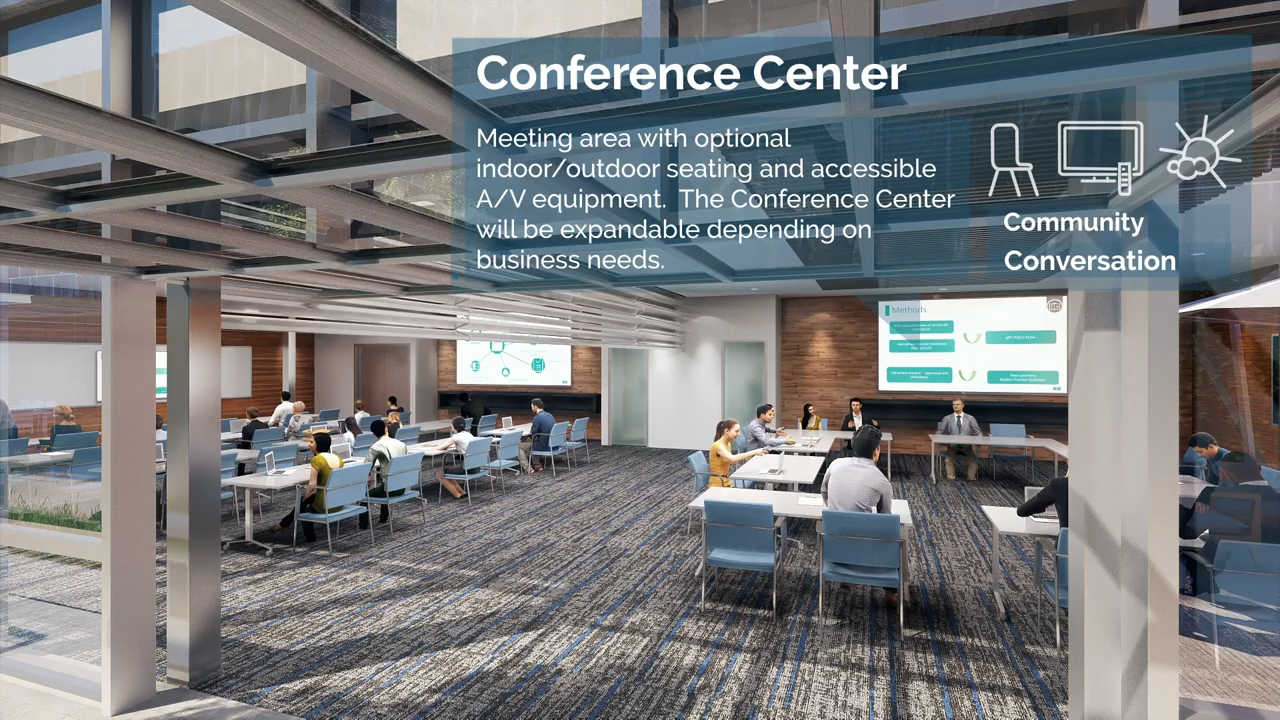 Conference Center
Meeting area with optional
indoor/outdoor seating and accessible
A/V equipment. The Conference Center
will be expandable depending on
business needs.
Community
Conversation
Methods